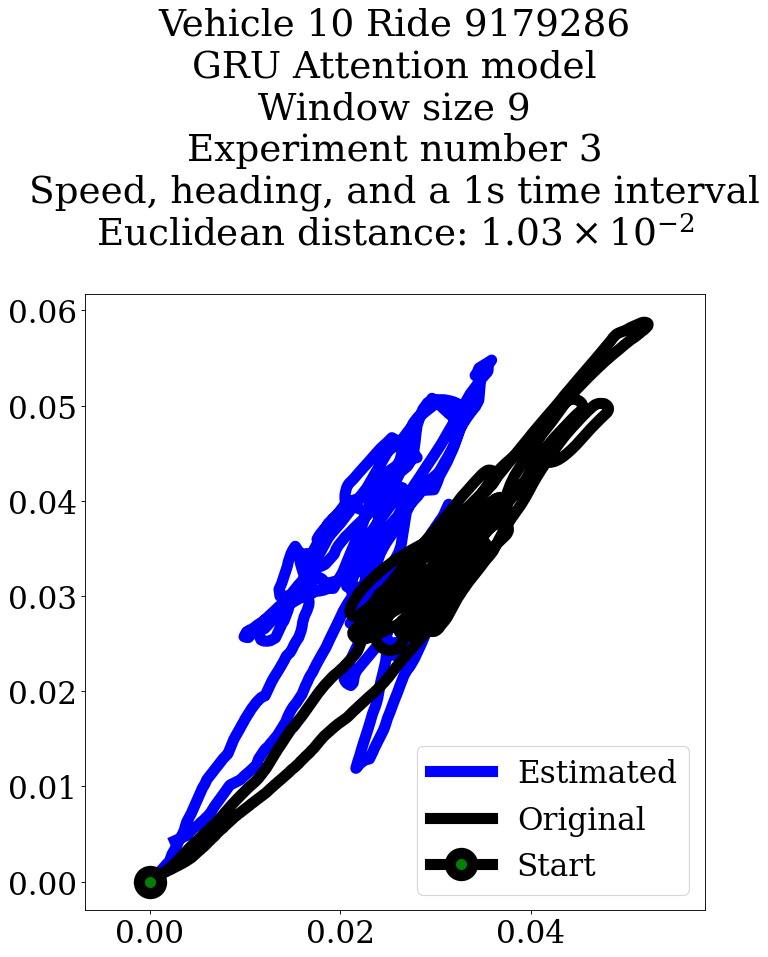 Vehicle 10 Ride 9179286
GRU Attention model
Window size 9
Experiment number 3
Speed, heading, and a 1s time interval
Euclidean distance: 1.03 × 10⁻²
0.06
0.05
0.04
0.03
0.02
0.01
0.00
Estimated
Original
Start
0.00 0.02 0.04